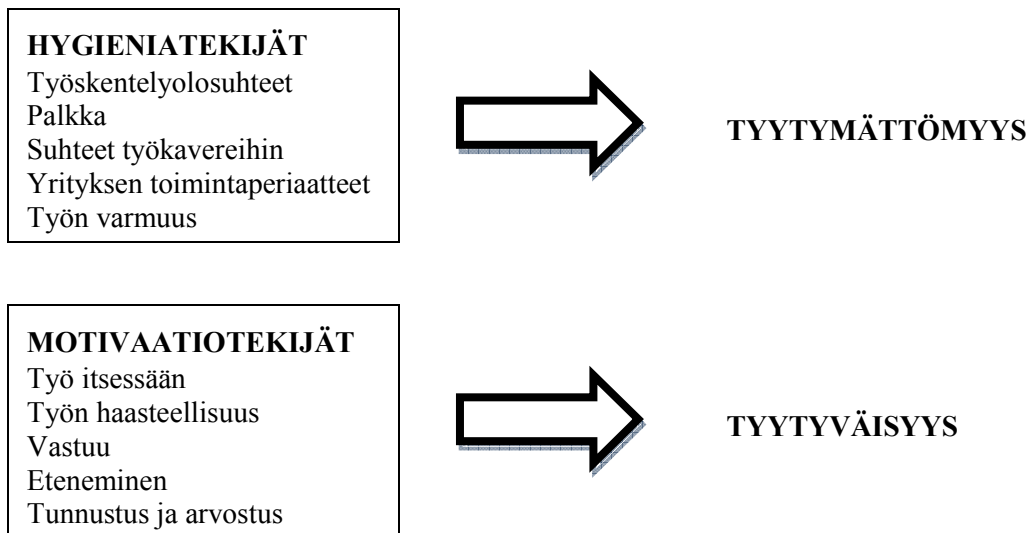 HYGIENIATEKIJÄT
Työskentelyolosuhteet
Palkka
Suhteet työkavereihin
Yrityksen toimintaperiaatteet
Työn varmuus
TYYTYMÄTTÖMYYS
MOTIVAATIOTEKIJÄT
Työ itsessään
Työn haasteellisuus
Vastuu
Eteneminen
Tunnustus ja arvostus
TYYTYVÄISYYS